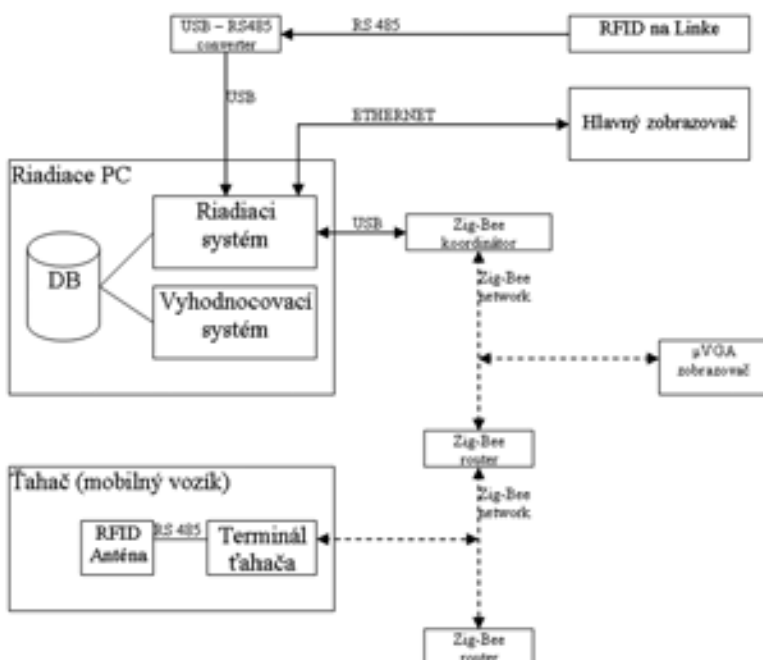 USB – RS485
converter
RS 485
RFID na Linke
USB
ETHERNET
Hlavný zobrazovač
Riadiace PC
Riadiaci
systém
DB
Vyhodnocovací
systém
USB
Zig-Bee
koordinátor
Zig-Bee
network
μVGA
zobrazovač
Zig-Bee
router
Zig-Bee
network
Ťahač (mobilný vozík)
RFID
Anténa
RS 485
Terminál
ťahača
Zig-Bee
router